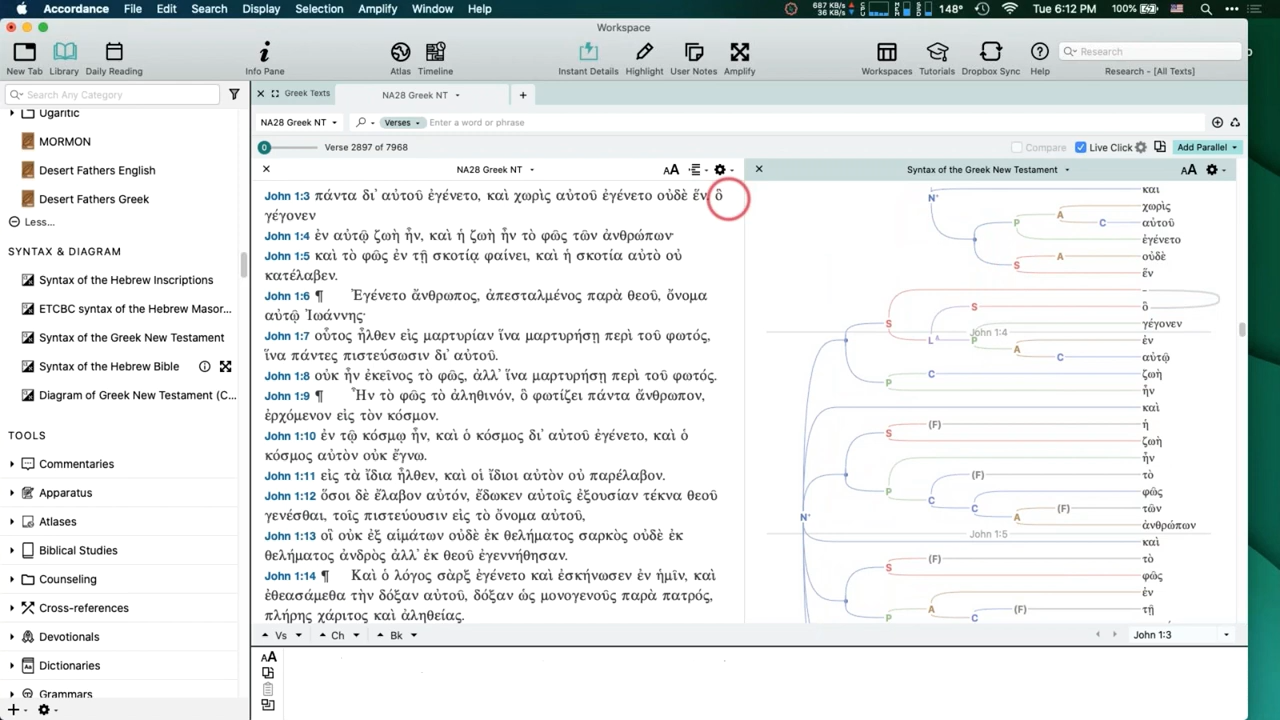 Accordance File Edit Search Display Selection Amplify Window Help
687 KB/s
36 KB/s
148° Tue 6:12 PM 100%
Workspace
New Tab Library Daily Reading Info Pane Atlas Timeline Instant Details Highlight User Notes Amplify Workspaces Tutorials Dropbox Sync Help
Research
Research - [All Texts]
Search Any Category
Ugaritic
MORMON
Desert Fathers English
Desert Fathers Greek
Less...
SYNTAX & DIAGRAM
Syntax of the Hebrew Inscriptions
ETCBC syntax of the Hebrew Masor...
Syntax of the Greek New Testament
Syntax of the Hebrew Bible
Diagram of Greek New Testament (C...
TOOLS
Commentaries
Apparatus
Atlases
Biblical Studies
Counseling
Cross-references
Devotionals
Dictionaries
Grammars
Greek Texts
NA28 Greek NT
NA28 Greek NT Verses Enter a word or phrase
0 Verse 2897 of 7968 Compare Live Click Add Parallel
NA28 Greek NT
John 1:3 πάντα δι' αὐτοῦ ἐγένετο, καὶ χωρὶς αὐτοῦ ἐγένετο οὐδὲ ἕν. ὃ
γέγονεν
John 1:4 ἐν αὐτῷ ζωὴ ἦν, καὶ ἡ ζωὴ ἦν τὸ φῶς τῶν ἀνθρώπων·
John 1:5 καὶ τὸ φῶς ἐν τῇ σκοτίᾳ φαίνει, καὶ ἡ σκοτία αὐτὸ οὐ
κατέλαβεν.
John 1:6 ¶ Ἐγένετο ἄνθρωπος, ἀπεσταλμένος παρὰ θεοῦ, ὄνομα
αὐτῷ Ἰωάννης·
John 1:7 οὗτος ἦλθεν εἰς μαρτυρίαν ἵνα μαρτυρήσῃ περὶ τοῦ φωτός,
ἵνα πάντες πιστεύσωσιν δι' αὐτοῦ.
John 1:8 οὐκ ἦν ἐκεῖνος τὸ φῶς, ἀλλ' ἵνα μαρτυρήσῃ περὶ τοῦ φωτός.
John 1:9 ¶ Ἦν τὸ φῶς τὸ ἀληθινόν, ὃ φωτίζει πάντα ἄνθρωπον,
ἐρχόμενον εἰς τὸν κόσμον.
John 1:10 ἐν τῷ κόσμῳ ἦν, καὶ ὁ κόσμος δι' αὐτοῦ ἐγένετο, καὶ ὁ
κόσμος αὐτὸν οὐκ ἔγνω.
John 1:11 εἰς τὰ ἴδια ἦλθεν, καὶ οἱ ἴδιοι αὐτὸν οὐ παρέλαβον.
John 1:12 ὅσοι δὲ ἔλαβον αὐτόν, ἔδωκεν αὐτοῖς ἐξουσίαν τέκνα θεοῦ
γενέσθαι, τοῖς πιστεύουσιν εἰς τὸ ὄνομα αὐτοῦ,
John 1:13 οἳ οὐκ ἐξ αἱμάτων οὐδὲ ἐκ θελήματος σαρκὸς οὐδὲ ἐκ
θελήματος ἀνδρὸς ἀλλ' ἐκ θεοῦ ἐγεννήθησαν.
John 1:14 ¶ Καὶ ὁ λόγος σὰρξ ἐγένετο καὶ ἐσκήνωσεν ἐν ἡμῖν, καὶ
ἐθεασάμεθα τὴν δόξαν αὐτοῦ, δόξαν ὡς μονογενοῦς παρὰ πατρός,
πλήρης χάριτος καὶ ἀληθείας.
Vs Ch Bk
Syntax of the Greek New Testament
καὶ
N+ χωρὶς
A
P C αὐτοῦ
ἐγένετο
A οὐδὲ
S ἕν
-
S ὃ
S γέγονεν
John 1:4
L P ἐν
A C αὐτῷ
C ζωὴ
P ἦν
καὶ
(F) ἡ
S ζωὴ
ἦν
(F) τὸ
P C φῶς
C (F) τῶν
A ἀνθρώπων
N+
John 1:5
καὶ
(F) τὸ
S φῶς
ἐν
P A C (F) τῇ
John 1:3